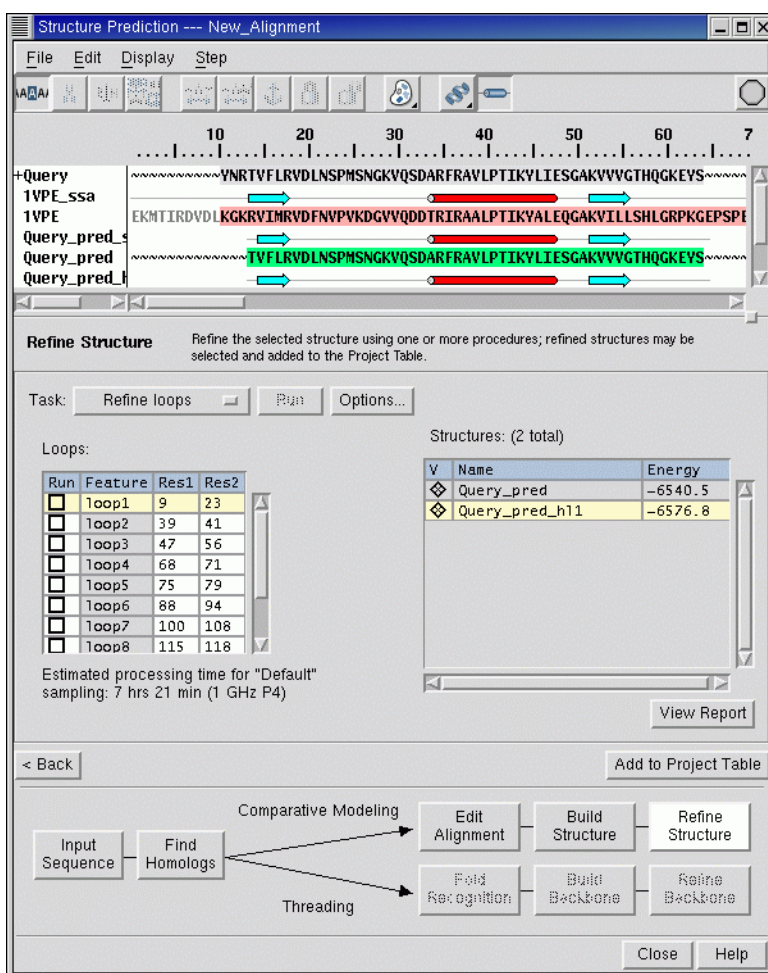 Structure Prediction --- New_Alignment
File Edit Display Step
10 20 30 40 50 60 7
+Query ~~~~~~~~~~YNRTVFLRVDLNSPMSNGKVQSDARFRAVLPTIKYLIESGAKVVVGTHQGKEYS~~~~~
1VPE_ssa
1VPE EKMTIRDVDLKGKRVIMRVDFNVPVKDGVVQDDTRIRAALPTIKYALEQGAKVILLSHLGRPKGEPSPE
Query_pred_s
Query_pred ~~~~~~~~~~~~~TVFLRVDLNSPMSNGKVQSDARFRAVLPTIKYLIESGAKVVVGTHQGKEYS~~~~~
Query_pred_h
Refine Structure
Refine the selected structure using one or more procedures; refined structures may be
selected and added to the Project Table.
Task: Refine loops Run Options...
Loops:
Run Feature Res1 Res2
loop1 9 23
loop2 39 41
loop3 47 56
loop4 68 71
loop5 75 79
loop6 88 94
loop7 100 108
loop8 115 118
Estimated processing time for "Default"
sampling: 7 hrs 21 min (1 GHz P4)
Structures: (2 total)
V Name Energy
Query_pred -6540.5
Query_pred_hl1 -6576.8
View Report
< Back Add to Project Table
Comparative Modeling
Input
Sequence
Find
Homologs
Edit
Alignment
Build
Structure
Refine
Structure
Threading
Fold
Recognition
Build
Backbone
Refine
Backbone
Close Help